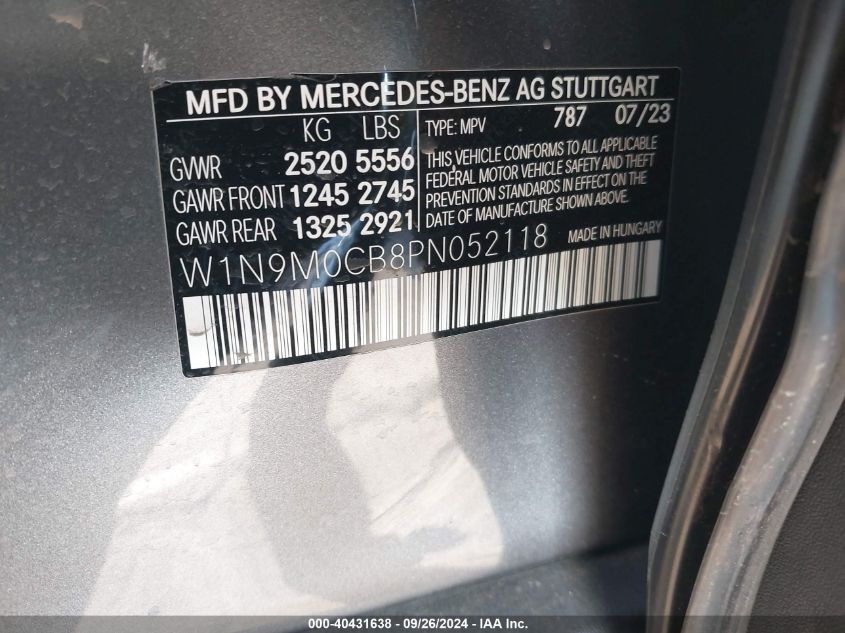 MFD BY MERCEDES-BENZ AG STUTTGART
KG LBS
GVWR 2520 5556
GAWR FRONT 1245 2745
GAWR REAR 1325 2921
TYPE: MPV 787 07/23
THIS VEHICLE CONFORMS TO ALL APPLICABLE
FEDERAL MOTOR VEHICLE SAFETY AND THEFT
PREVENTION STANDARDS IN EFFECT ON THE
DATE OF MANUFACTURE SHOWN ABOVE.
MADE IN HUNGARY
W1N9M0CB8PN052118
000-40431638 - 09/26/2024 - IAA Inc.